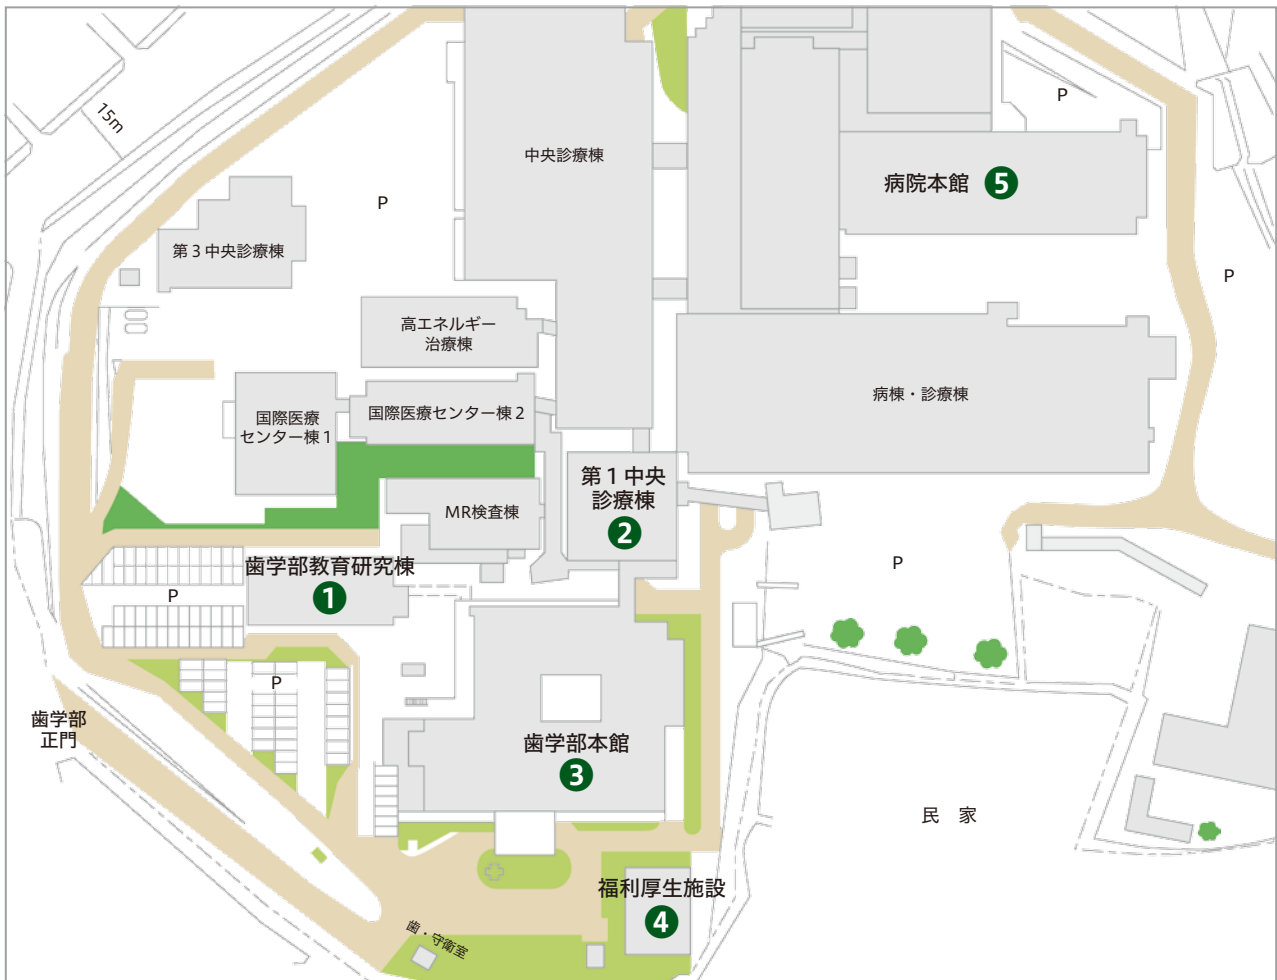 P
15m
中央診療棟
病院本館 5
P
第3中央診療棟
P
高エネルギー
治療棟
病棟・診療棟
国際医療
センター棟1
国際医療センター棟2
第1中央
診療棟
2
MR検査棟
P
歯学部教育研究棟
1
P
P
歯学部
正門
歯学部本館
3
民 家
福利厚生施設
4
歯・守衛室